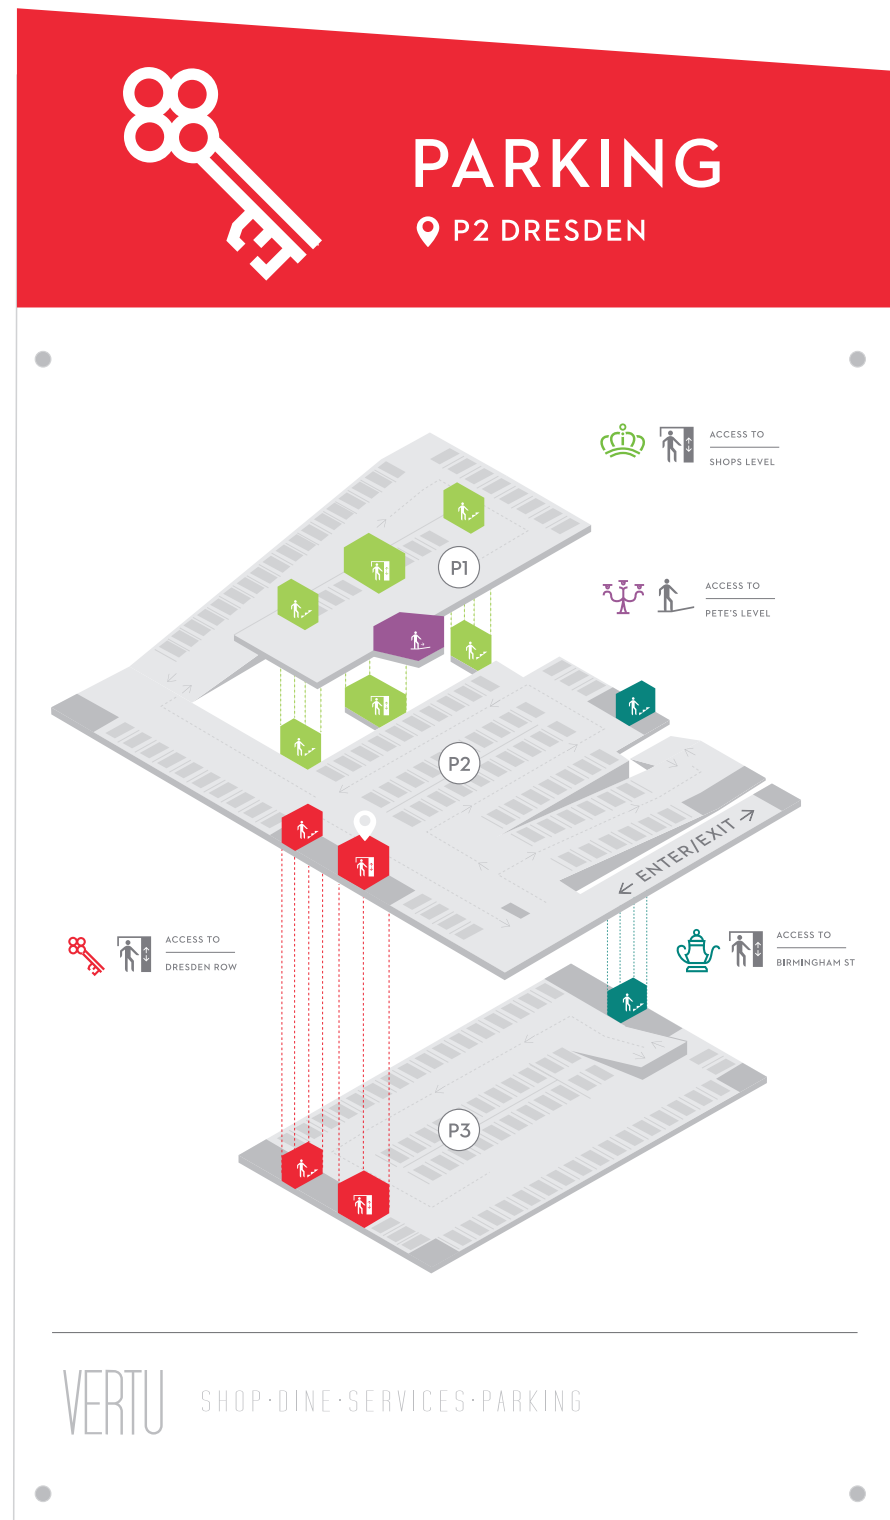 PARKING
P2 DRESDEN
ACCESS TO
SHOPS LEVEL
P1
ACCESS TO
PETE'S LEVEL
P2
ENTER/EXIT
ACCESS TO
DRESDEN ROW
ACCESS TO
BIRMINGHAM ST
P3
VERTU
SHOP·DINE·SERVICES·PARKING